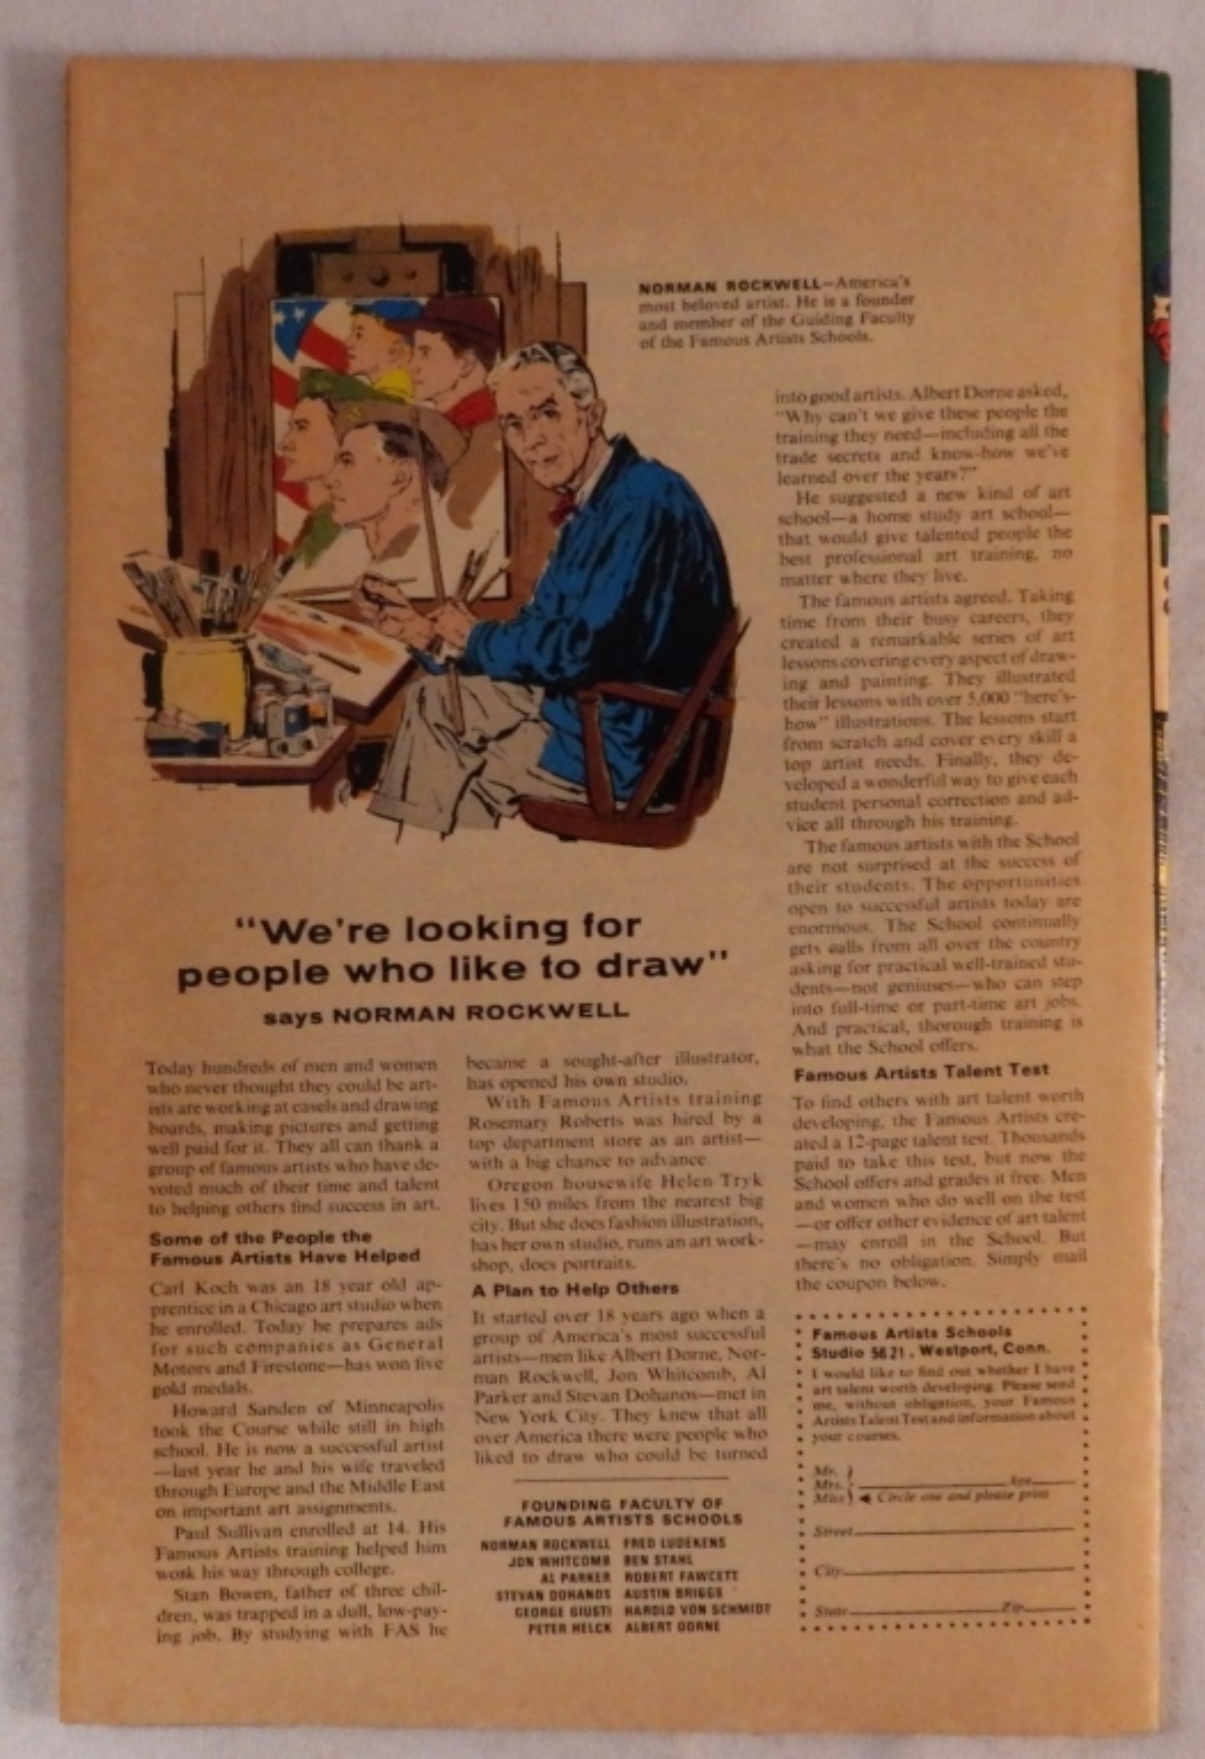 NORMAN ROCKWELL—America's
most beloved artist. He is a founder
and member of the Guiding Faculty
of the Famous Artists Schools.
"We're looking for
people who like to draw"
says NORMAN ROCKWELL
Today hundreds of men and women
who never thought they could be art-
ists are working at easels and drawing
boards, making pictures and getting
well paid for it. They all can thank a
group of famous artists who have de-
voted much of their time and talent
to helping others find success in art.
Some of the People the
Famous Artists Have Helped
Carl Koch was an 18 year old ap-
prentice in a Chicago art studio when
he enrolled. Today he prepares ads
for such companies as General
Motors and Firestone—has won five
gold medals.
Howard Sanden of Minneapolis
took the Course while still in high
school. He is now a successful artist
—last year he and his wife traveled
through Europe and the Middle East
on important art assignments.
Paul Sullivan enrolled at 14. His
Famous Artists training helped him
work his way through college.
Stan Bowen, father of three chil-
dren, was trapped in a dull, low-pay-
ing job. By studying with FAS he
became a sought-after illustrator,
has opened his own studio.
With Famous Artists training
Rosemary Roberts was hired by a
top department store as an artist—
with a big chance to advance.
Oregon housewife Helen Tryk
lives 150 miles from the nearest big
city. But she does fashion illustration,
has her own studio, runs an art work-
shop, does portraits.
A Plan to Help Others
It started over 18 years ago when a
group of America's most successful
artists—men like Albert Dorne, Nor-
man Rockwell, Jon Whitcomb, Al
Parker and Stevan Dohanos—met in
New York City. They knew that all
over America there were people who
liked to draw who could be turned
FOUNDING FACULTY OF
FAMOUS ARTISTS SCHOOLS
NORMAN ROCKWELL FRED LUDEKENS
JON WHITCOMB BEN STAHL
AL PARKER ROBERT FAWCETT
STEVAN DOHANOS AUSTIN BRIGGS
GEORGE GIUSTI HAROLD VON SCHMIDT
PETER HELCK ALBERT DORNE
into good artists. Albert Dorne asked,
"Why can't we give these people the
training they need—including all the
trade secrets and know-how we've
learned over the years?"
He suggested a new kind of art
school—a home study art school—
that would give talented people the
best professional art training, no
matter where they live.
The famous artists agreed. Taking
time from their busy careers, they
created a remarkable series of art
lessons covering every aspect of draw-
ing and painting. They illustrated
their lessons with over 5,000 "here's-
how" illustrations. The lessons start
from scratch and cover every skill a
top artist needs. Finally, they de-
veloped a wonderful way to give each
student personal correction and ad-
vice all through his training.
The famous artists with the School
are not surprised at the success of
their students. The opportunities
open to successful artists today are
enormous. The School continually
gets calls from all over the country
asking for practical well-trained stu-
dents—not geniuses—who can step
into full-time or part-time art jobs.
And practical, thorough training is
what the School offers.
Famous Artists Talent Test
To find others with art talent worth
developing, the Famous Artists cre-
ated a 12-page talent test. Thousands
paid to take this test, but now the
School offers and grades it free. Men
and women who do well on the test
—or offer other evidence of art talent
—may enroll in the School. But
there's no obligation. Simply mail
the coupon below.
Famous Artists Schools
Studio 5621, Westport, Conn.
I would like to find out whether I have
art talent worth developing. Please send
me, without obligation, your Famous
Artists Talent Test and information about
your courses.
Mr.
Mrs. Age
Miss Circle one and please print
Street
City
State Zip